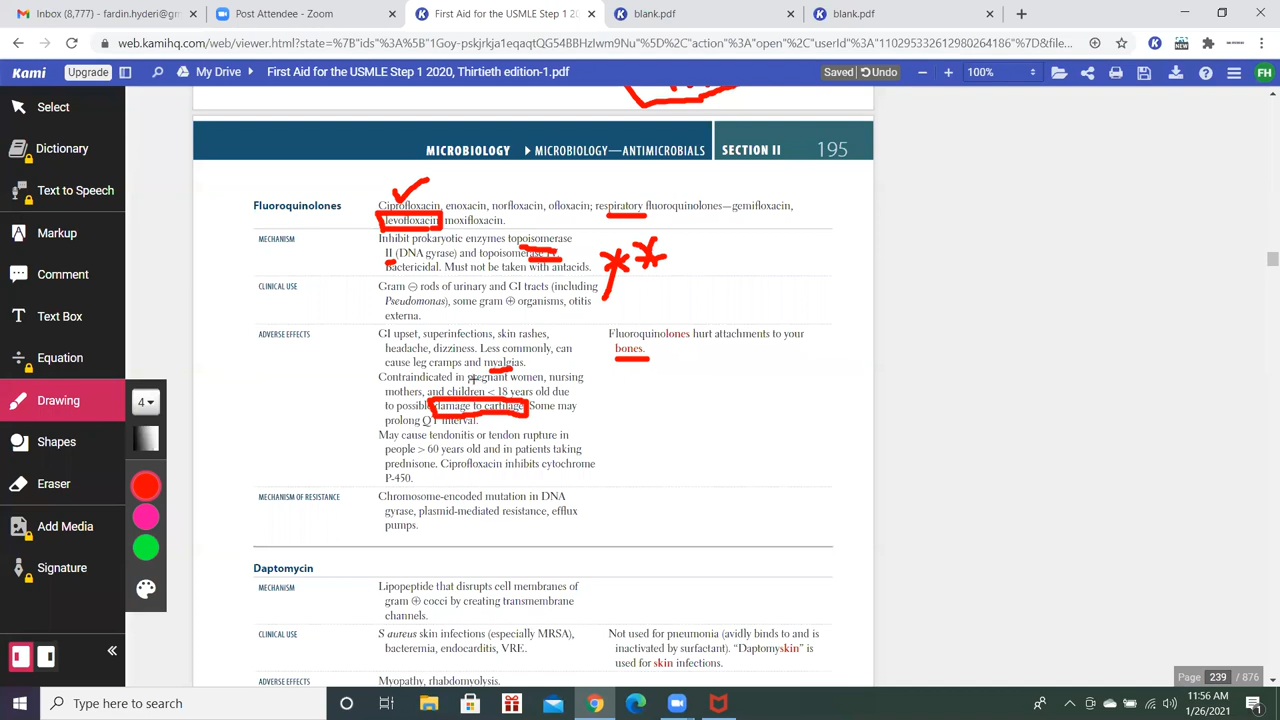 fardin.hyderi@gm
Post Attendee - Zoom
First Aid for the USMLE Step 1 20
blank.pdf
blank.pdf
web.kamihq.com/web/viewer.html?state=%7B"ids"%3A%5B"1Goy-pskjrkja1eqaqtQG54BBHzIwm9Nu"%5D%2C"action"%3A"open"%2C"userId"%3A"110295332612980264186"%7D&file...
Kami
Upgrade
My Drive
First Aid for the USMLE Step 1 2020, Thirtieth edition-1.pdf
Saved
Undo
100%
FH
Select
Dictionary
Text to Speech
Markup
Comment
Text Box
Equation
Drawing
Shapes
Eraser
Add Media
Signature
4
MICROBIOLOGY
MICROBIOLOGY—ANTIMICROBIALS
SECTION II
195
Fluoroquinolones
Ciprofloxacin, enoxacin, norfloxacin, ofloxacin; respiratory fluoroquinolones—gemifloxacin,
levofloxacin, moxifloxacin.
MECHANISM
Inhibit prokaryotic enzymes topoisomerase
II (DNA gyrase) and topoisomerase IV.
Bactericidal. Must not be taken with antacids.
CLINICAL USE
Gram ⊖ rods of urinary and GI tracts (including
Pseudomonas), some gram ⊕ organisms, otitis
externa.
ADVERSE EFFECTS
GI upset, superinfections, skin rashes,
headache, dizziness. Less commonly, can
cause leg cramps and myalgias.
Contraindicated in pregnant women, nursing
mothers, and children < 18 years old due
to possible damage to cartilage. Some may
prolong QT interval.
May cause tendonitis or tendon rupture in
people > 60 years old and in patients taking
prednisone. Ciprofloxacin inhibits cytochrome
P-450.
Fluoroquinolones hurt attachments to your
bones.
MECHANISM OF RESISTANCE
Chromosome-encoded mutation in DNA
gyrase, plasmid-mediated resistance, efflux
pumps.
Daptomycin
MECHANISM
Lipopeptide that disrupts cell membranes of
gram ⊕ cocci by creating transmembrane
channels.
CLINICAL USE
S aureus skin infections (especially MRSA),
bacteremia, endocarditis, VRE.
Not used for pneumonia (avidly binds to and is
inactivated by surfactant). “Daptomyskin” is
used for skin infections.
ADVERSE EFFECTS
Myopathy, rhabdomyolysis.
Page 239 / 876
Type here to search
11:56 AM
1/26/2021